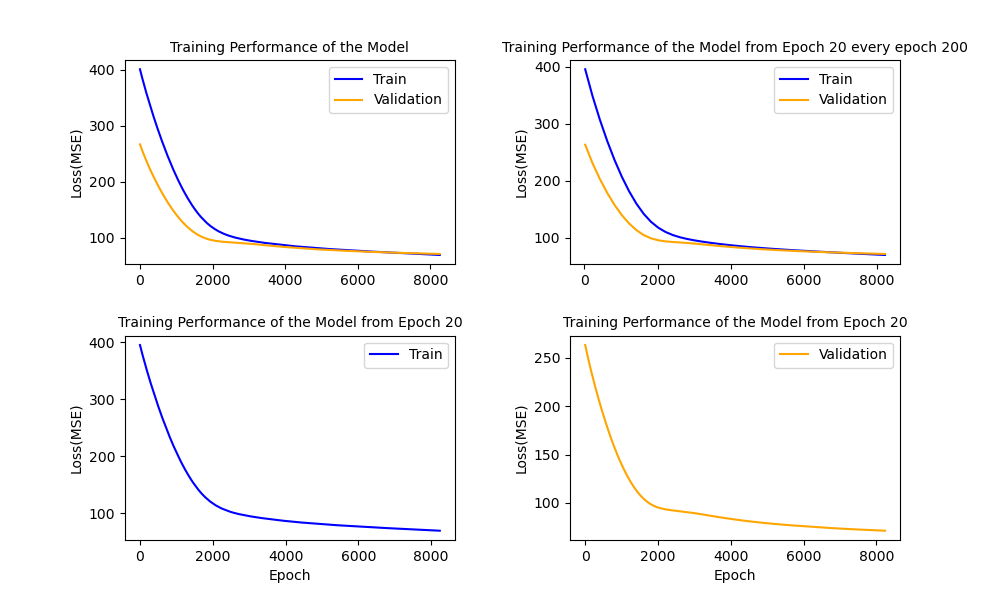 Training Performance of the Model
Loss(MSE)
400
300
200
100
0
2000
4000
6000
8000
Train
Validation
Training Performance of the Model from Epoch 20 every epoch 200
Loss(MSE)
400
300
200
100
0
2000
4000
6000
8000
Train
Validation
Training Performance of the Model from Epoch 20
Loss(MSE)
400
300
200
100
0
2000
4000
6000
8000
Epoch
Train
Training Performance of the Model from Epoch 20
Loss(MSE)
250
200
150
100
0
2000
4000
6000
8000
Epoch
Validation